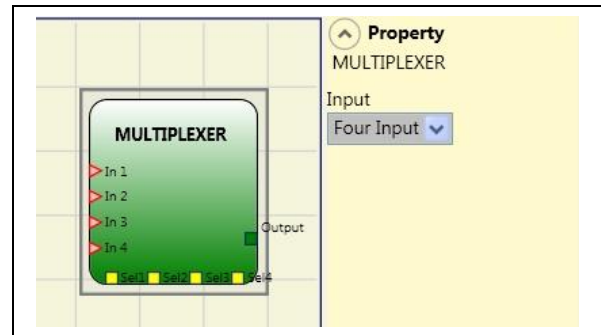 Property
MULTIPLEXER
Input
Four Input
MULTIPLEXER
In 1
In 2
In 3
In 4
Output
Sel1 Sel2 Sel3 Sel4